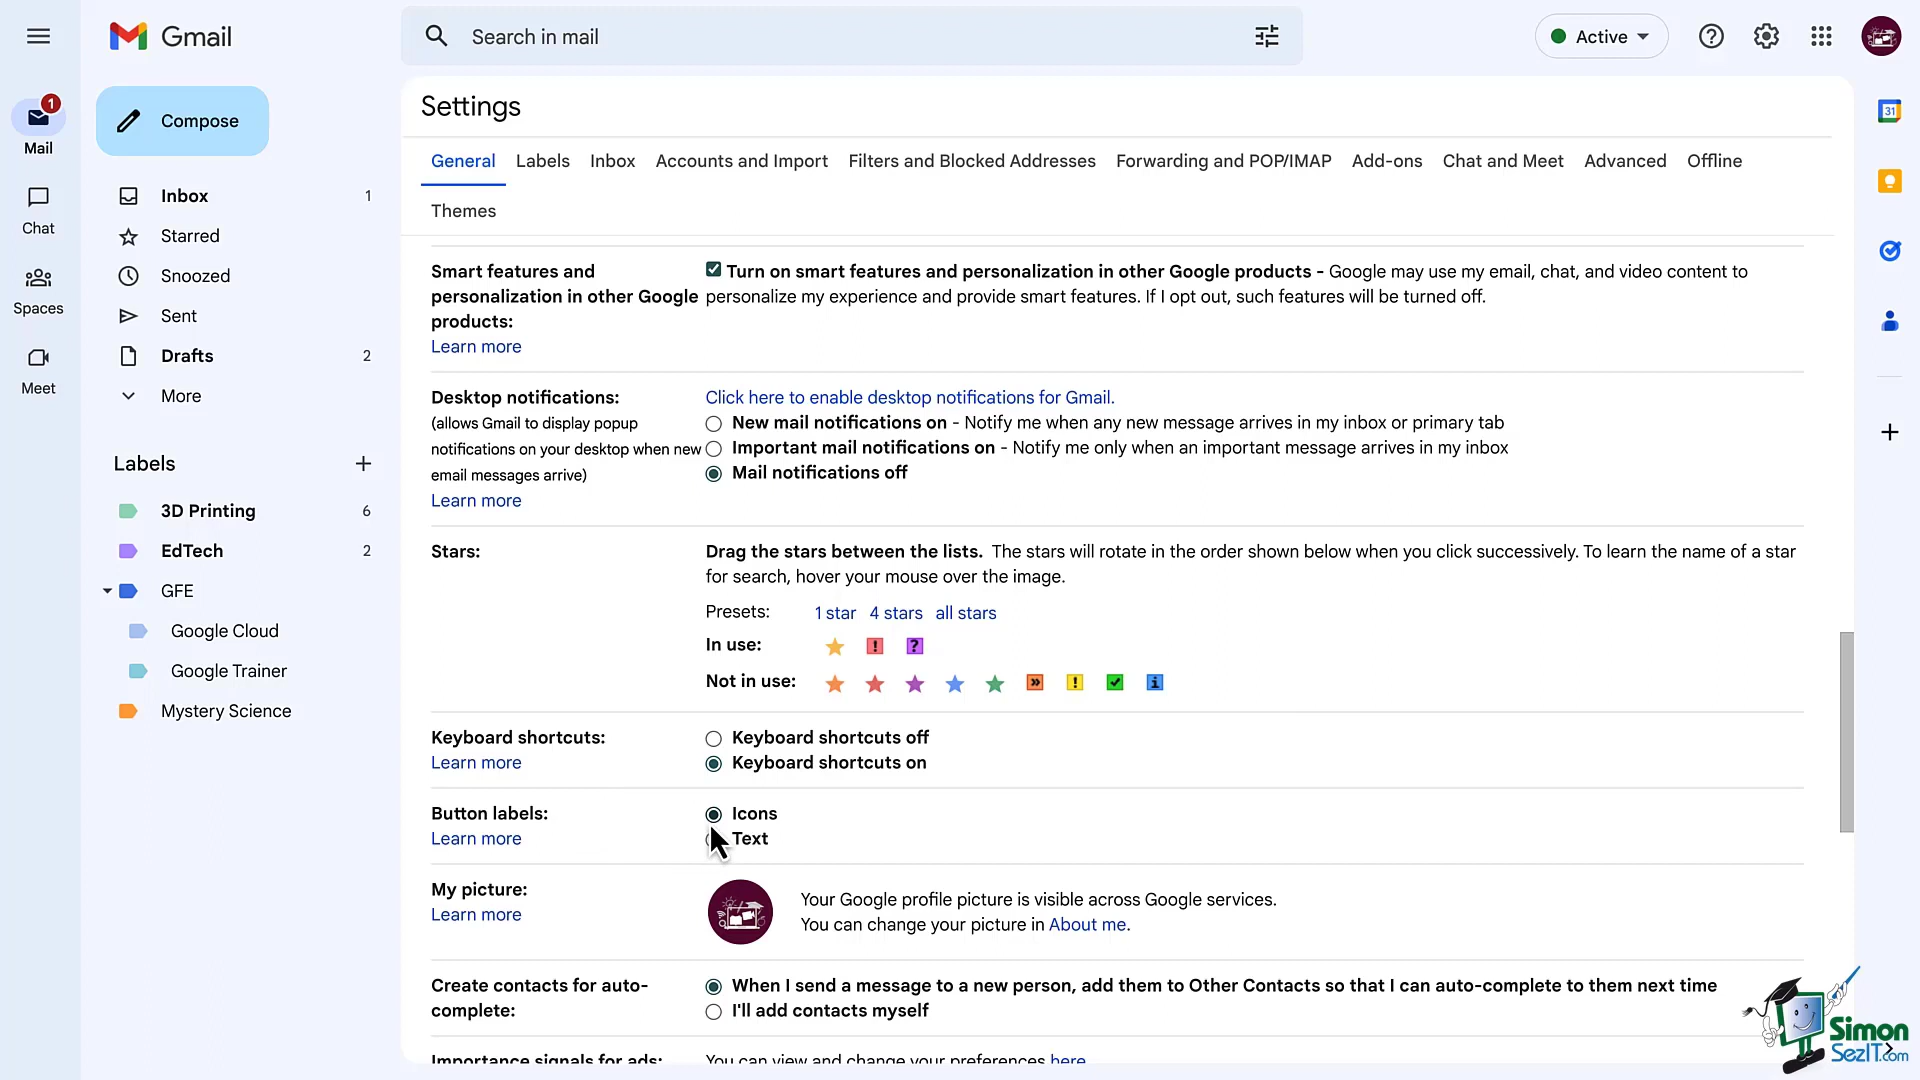 Gmail
Search in mail
Active
1
Mail
Chat
Spaces
Meet
Compose
Inbox 1
Starred
Snoozed
Sent
Drafts 2
More
Labels
3D Printing 6
EdTech 2
GFE
Google Cloud
Google Trainer
Mystery Science
Settings
General Labels Inbox Accounts and Import Filters and Blocked Addresses Forwarding and POP/IMAP Add-ons Chat and Meet Advanced Offline
Themes
Smart features and
personalization in other Google
products:
Learn more
Turn on smart features and personalization in other Google products - Google may use my email, chat, and video content to
personalize my experience and provide smart features. If I opt out, such features will be turned off.
Desktop notifications:
(allows Gmail to display popup
notifications on your desktop when new
email messages arrive)
Learn more
Click here to enable desktop notifications for Gmail.
New mail notifications on - Notify me when any new message arrives in my inbox or primary tab
Important mail notifications on - Notify me only when an important message arrives in my inbox
Mail notifications off
Stars:
Drag the stars between the lists. The stars will rotate in the order shown below when you click successively. To learn the name of a star
for search, hover your mouse over the image.
Presets: 1 star 4 stars all stars
In use: ! ?
Not in use: » ! i
Keyboard shortcuts:
Learn more
Keyboard shortcuts off
Keyboard shortcuts on
Button labels:
Learn more
Icons
Text
My picture:
Learn more
Your Google profile picture is visible across Google services.
You can change your picture in About me.
Create contacts for auto-
complete:
When I send a message to a new person, add them to Other Contacts so that I can auto-complete to them next time
I'll add contacts myself
Importance signals for ads:
You can view and change your preferences here
31
Simon
SezIT.com